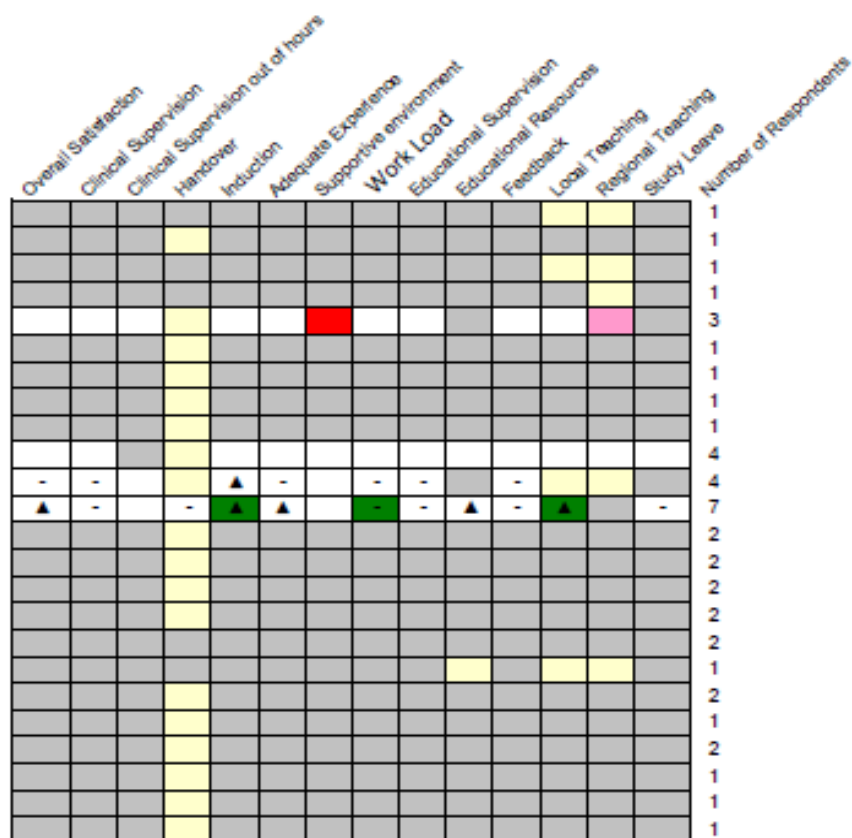 Overall Satisfaction
Clinical Supervision
Clinical Supervision out of hours
Handover
Induction
Adequate Experience
Supportive environment
Work Load
Educational Supervision
Educational Resources
Feedback
Local Teaching
Regional Teaching
Study Leave
Number of Respondents
1
1
1
1
3
1
1
1
1
4
- - ▲ - - - - 4
▲ - - ▲ ▲ - - ▲ - ▲ - 7
2
2
2
2
2
1
2
1
2
1
1
1